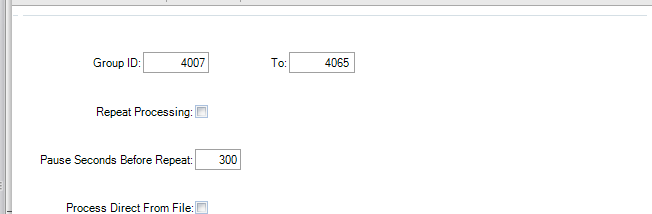 Group ID: 4007 To: 4065
Repeat Processing:
Pause Seconds Before Repeat: 300
Process Direct From File: